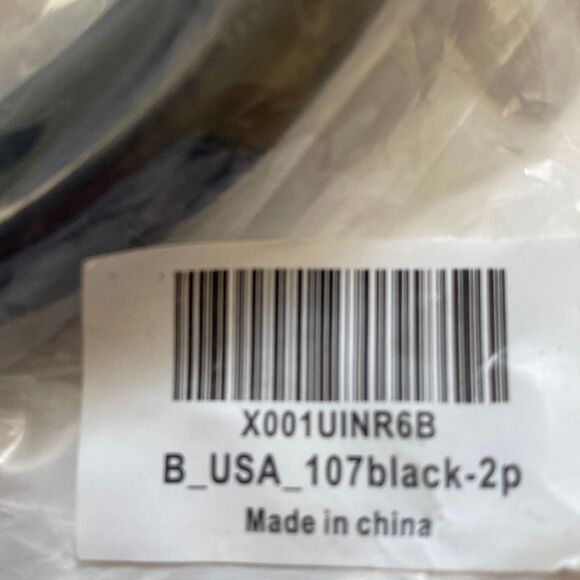 X001UINR6B
B_USA_107black-2p
Made in china